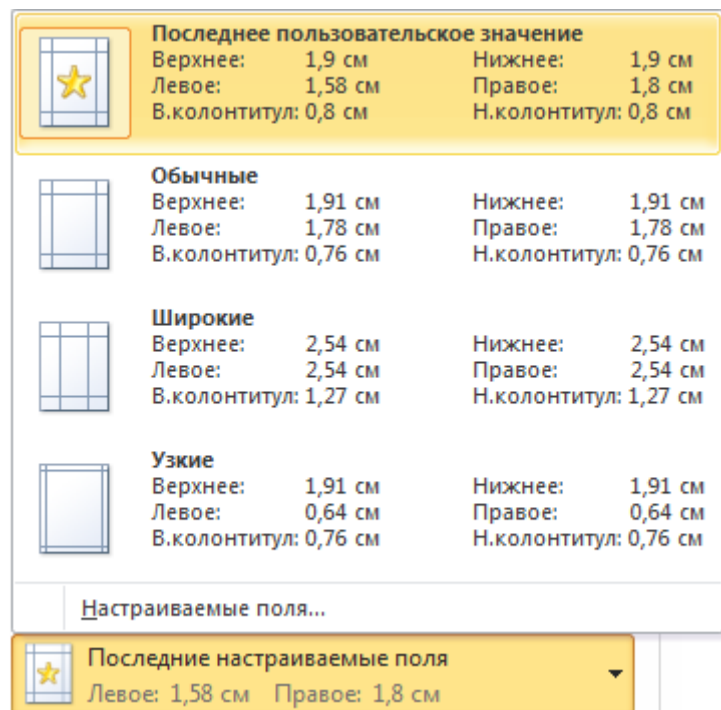 Последнее пользовательское значение
Верхнее: 1,9 см Нижнее: 1,9 см
Левое: 1,58 см Правое: 1,8 см
В.колонтитул: 0,8 см Н.колонтитул: 0,8 см
Обычные
Верхнее: 1,91 см Нижнее: 1,91 см
Левое: 1,78 см Правое: 1,78 см
В.колонтитул: 0,76 см Н.колонтитул: 0,76 см
Широкие
Верхнее: 2,54 см Нижнее: 2,54 см
Левое: 2,54 см Правое: 2,54 см
В.колонтитул: 1,27 см Н.колонтитул: 1,27 см
Узкие
Верхнее: 1,91 см Нижнее: 1,91 см
Левое: 0,64 см Правое: 0,64 см
В.колонтитул: 0,76 см Н.колонтитул: 0,76 см
Настраиваемые поля...
Последние настраиваемые поля
Левое: 1,58 см Правое: 1,8 см